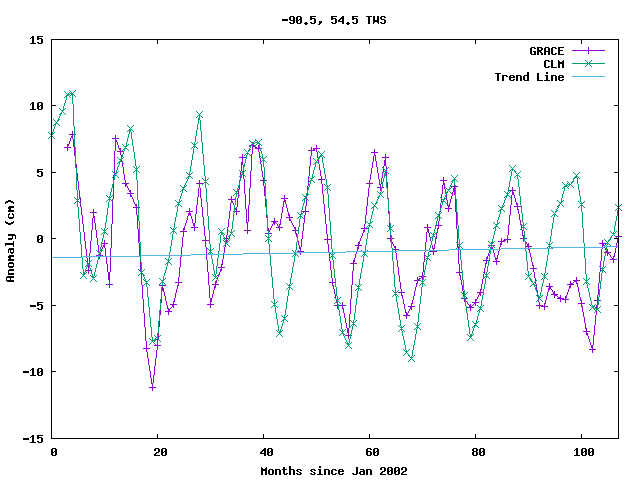 -90.5, 54.5 TWS
GRACE
CLM
Trend Line
15
10
5
0
-5
-10
-15
Anomaly (cm)
0 20 40 60 80 100
Months since Jan 2002